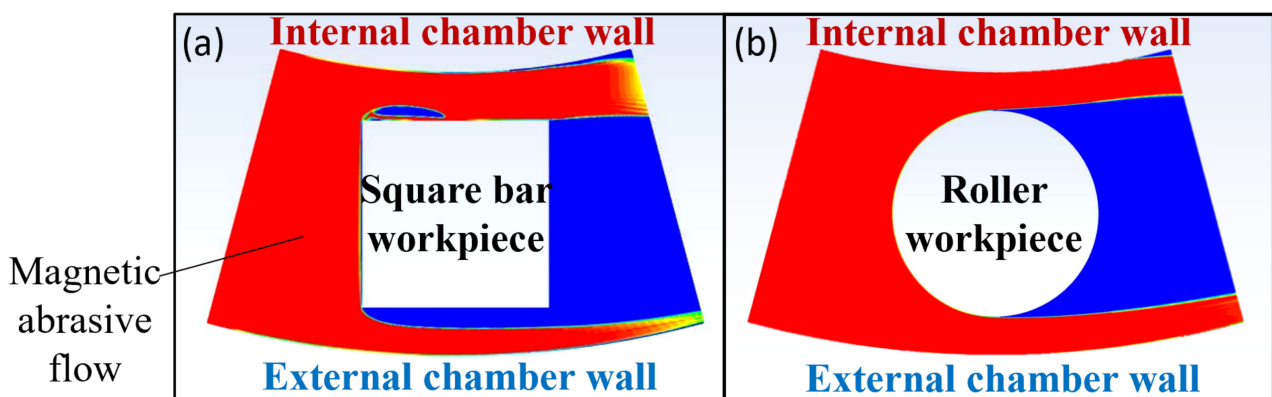 (a)
Internal chamber wall
Square bar
workpiece
External chamber wall
Magnetic
abrasive
flow
(b)
Internal chamber wall
Roller
workpiece
External chamber wall